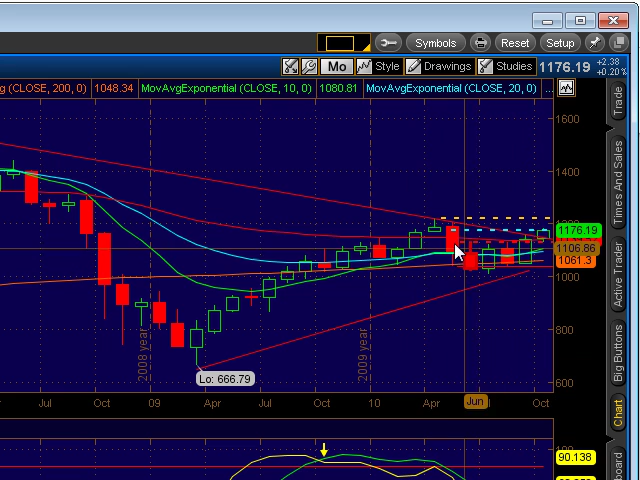 Symbols Reset Setup
Mo Style Drawings Studies 1176.19 +2.38
+0.20%
g (CLOSE, 200, 0) 1048.34 MovAvgExponential (CLOSE, 10, 0) 1080.81 MovAvgExponential (CLOSE, 20, 0) ...
1600
1400
1200
1176.19
1106.86
1061.3
1000
800
600
2008 year
2009 year
Lo: 666.79
Jul Oct 09 Apr Jul Oct 10 Apr Jun Oct
100
90.138
Trade
Times And Sales
Active Trader
Big Buttons
Chart
board